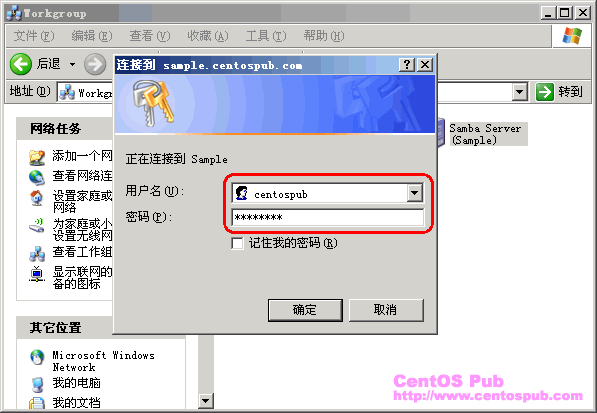 Workgroup
文件(F) 编辑(E) 查看(V) 收藏(A) 工具(T) 帮助(H)
后退
地址(D) Workgr 转到
连接到 sample.centospub.com
网络任务
添加一个网
查看网络连
设置家庭或
网络
为家庭或小
设置无线网
查看工作组
显示联网的
备的图标
其它位置
Microsoft Windows
Network
我的电脑
我的文档
正在连接到 Sample
用户名(U): centospub
密码(P): ********
记住我的密码(R)
确定 取消
Samba Server
(Sample)
CentOS Pub
http://www.centospub.com